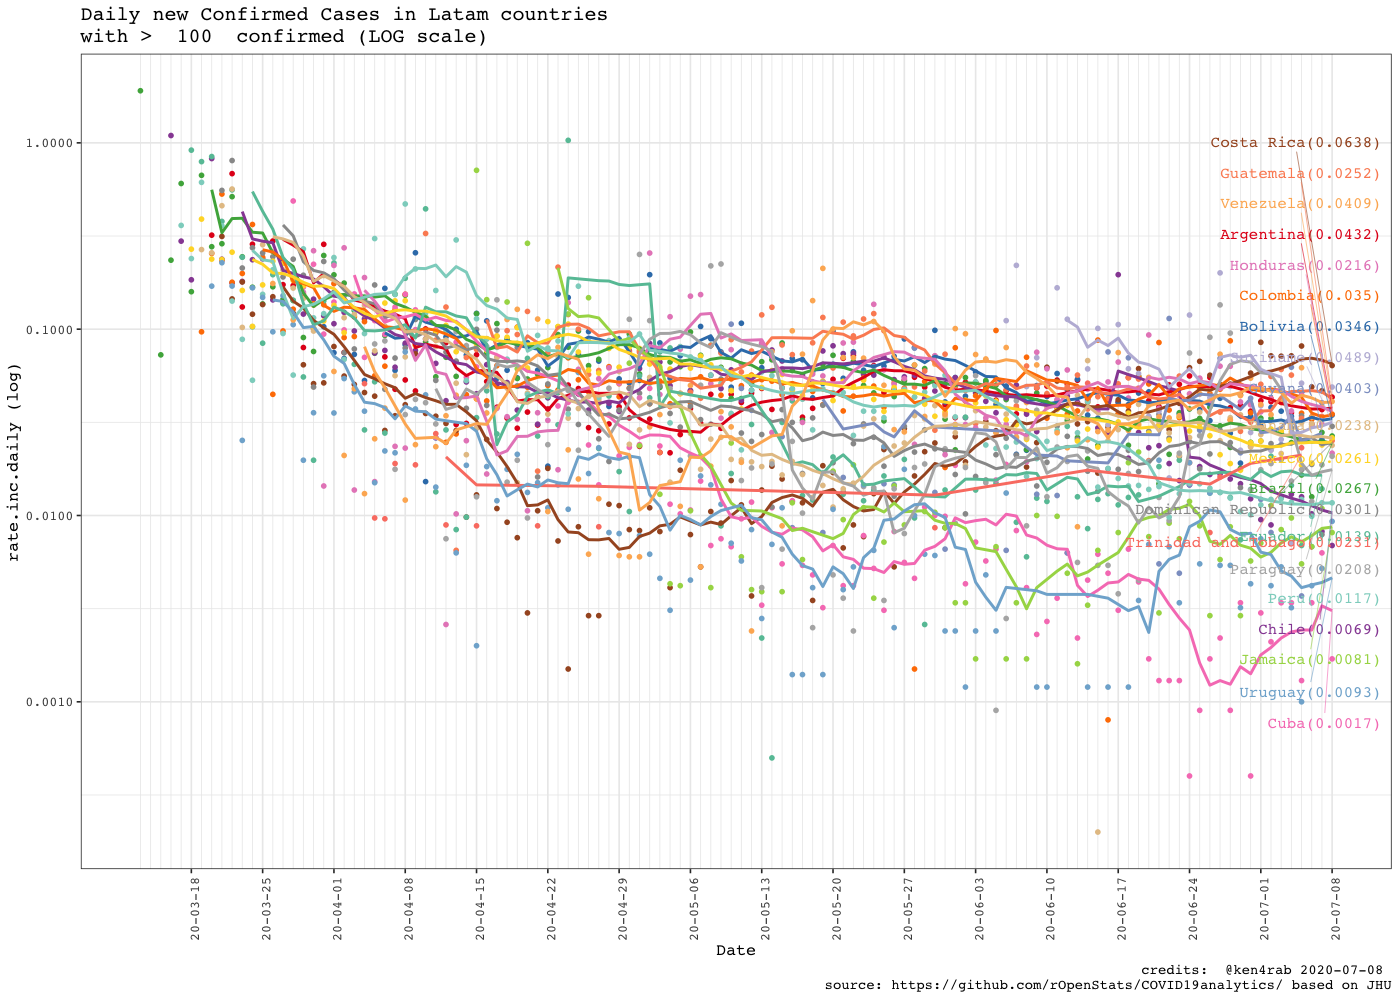 Daily new Confirmed Cases in Latam countries
with >  100  confirmed (LOG scale)
rate.inc.daily (log)
1.0000
0.1000
0.0100
0.0010
Costa Rica(0.0638)
Guatemala(0.0252)
Venezuela(0.0409)
Argentina(0.0432)
Honduras(0.0216)
Colombia(0.035)
Bolivia(0.0346)
Suriname(0.0489)
Guyana(0.0403)
Mexico(0.0261)
Brazil(0.0267)
Dominican Republic(0.0301)
Ecuador(0.0139)
Trinidad and Tobago(0.0231)
Paraguay(0.0208)
Peru(0.0117)
Chile(0.0069)
Jamaica(0.0081)
Uruguay(0.0093)
Cuba(0.0017)
20-03-18
20-03-25
20-04-01
20-04-08
20-04-15
20-04-22
20-04-29
20-05-06
20-05-13
20-05-20
20-05-27
20-06-03
20-06-10
20-06-17
20-06-24
20-07-01
20-07-08
Date
credits:  @ken4rab 2020-07-08
source: https://github.com/rOpenStats/COVID19analytics/ based on JHU